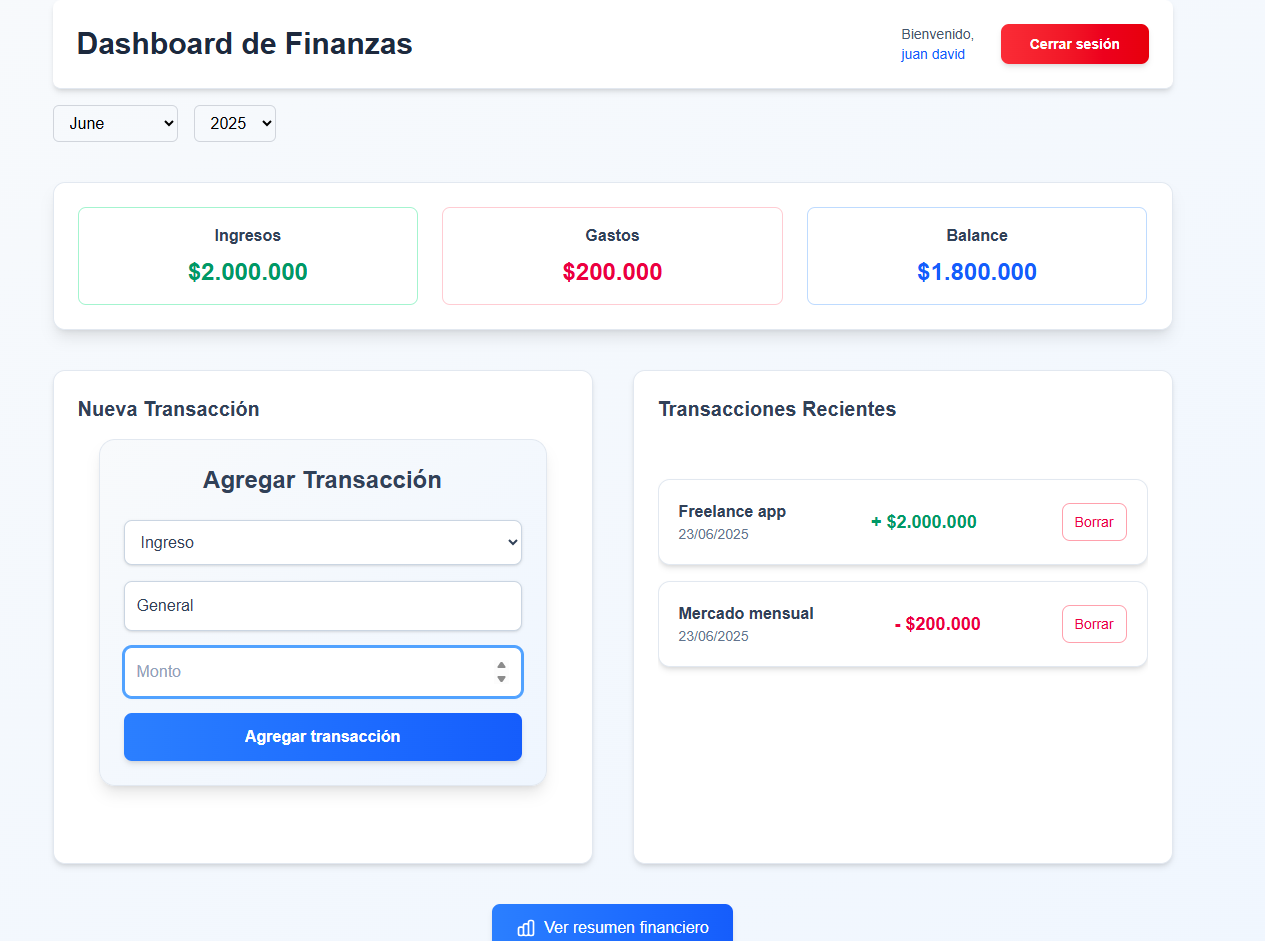 Dashboard de Finanzas
Bienvenido,
juan david
Cerrar sesión
June
2025
Ingresos
$2.000.000
Gastos
$200.000
Balance
$1.800.000
Nueva Transacción
Agregar Transacción
Ingreso
General
Monto
Agregar transacción
Transacciones Recientes
Freelance app
23/06/2025
+ $2.000.000
Borrar
Mercado mensual
23/06/2025
- $200.000
Borrar
Ver resumen financiero